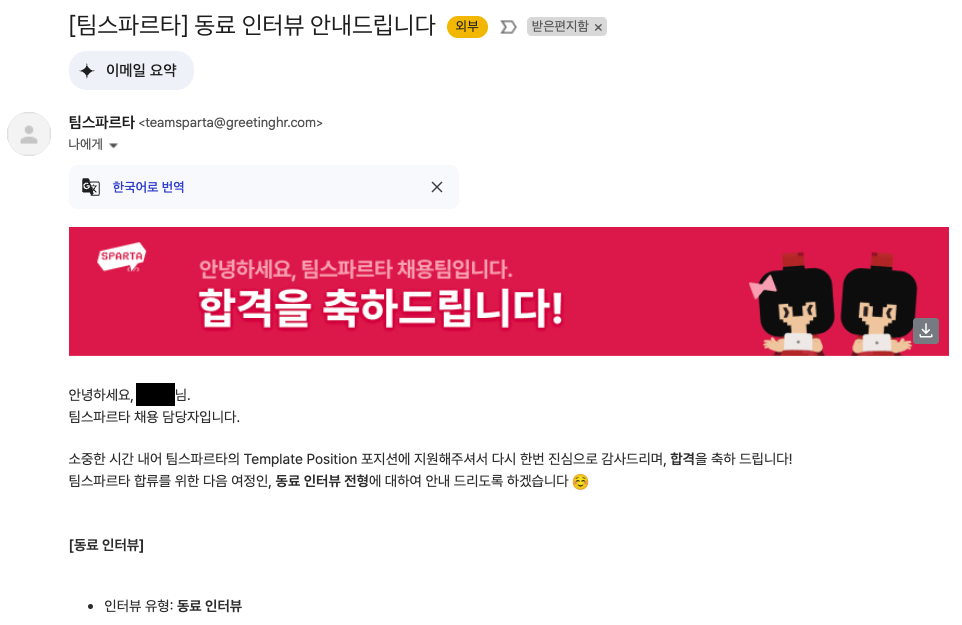 [팀스파르타] 동료 인터뷰 안내드립니다 외부 받은편지함 ×
이메일 요약
팀스파르타 <teamsparta@greetinghr.com>
나에게
한국어로 번역
SPARTA
안녕하세요, 팀스파르타 채용팀입니다.
합격을 축하드립니다!
안녕하세요, 님.
팀스파르타 채용 담당자입니다.
소중한 시간 내어 팀스파르타의 Template Position 포지션에 지원해주셔서 다시 한번 진심으로 감사드리며, 합격을 축하 드립니다!
팀스파르타 합류를 위한 다음 여정인, 동료 인터뷰 전형에 대하여 안내 드리도록 하겠습니다 ☺️
[동료 인터뷰]
• 인터뷰 유형: 동료 인터뷰